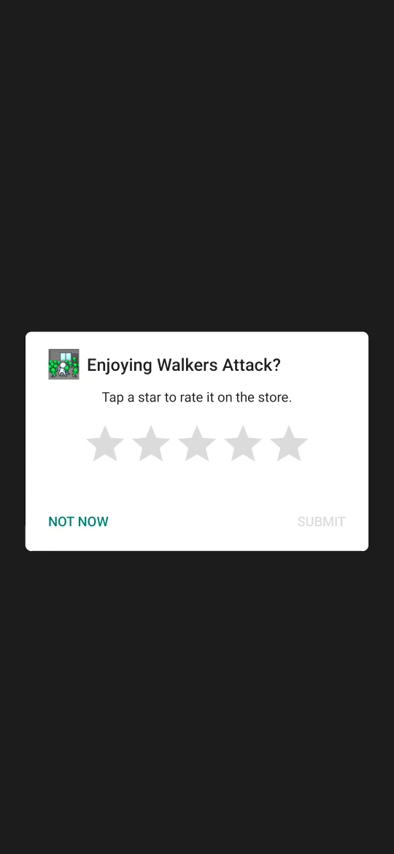 Enjoying Walkers Attack?
Tap a star to rate it on the store.
NOT NOW
SUBMIT